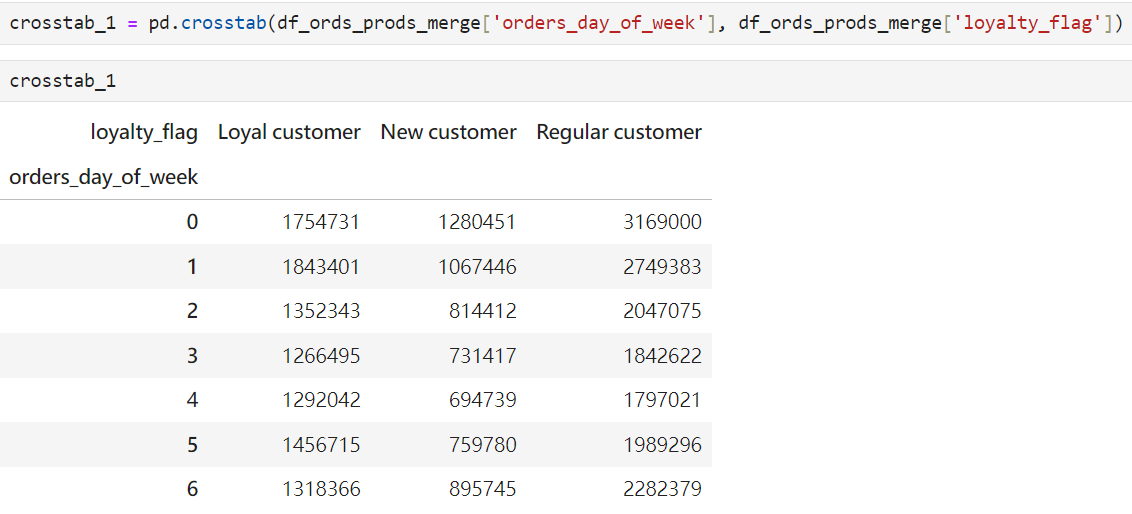 crosstab_1 = pd.crosstab(df_ords_prods_merge['orders_day_of_week'], df_ords_prods_merge['loyalty_flag'])
crosstab_1
loyalty_flag Loyal customer New customer Regular customer
orders_day_of_week
0 1754731 1280451 3169000
1 1843401 1067446 2749383
2 1352343 814412 2047075
3 1266495 731417 1842622
4 1292042 694739 1797021
5 1456715 759780 1989296
6 1318366 895745 2282379